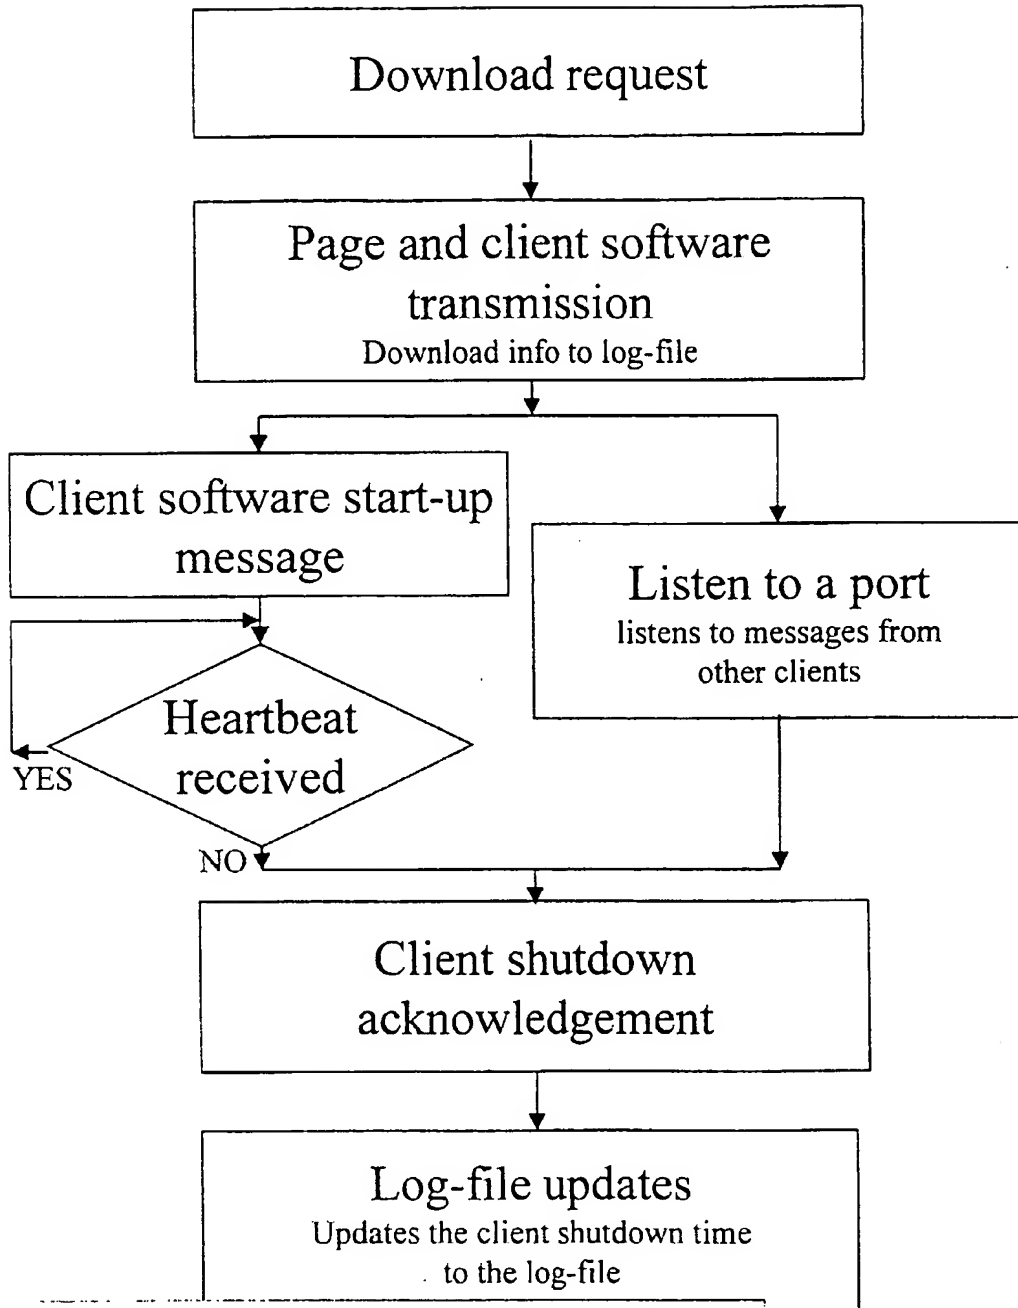 Download request
Page and client software
transmission
Download info to log-file
Client software start-up
message
Listen to a port
listens to messages from
other clients
Heartbeat
received
YES
NO
Client shutdown
acknowledgement
Log-file updates
Updates the client shutdown time
to the log-file